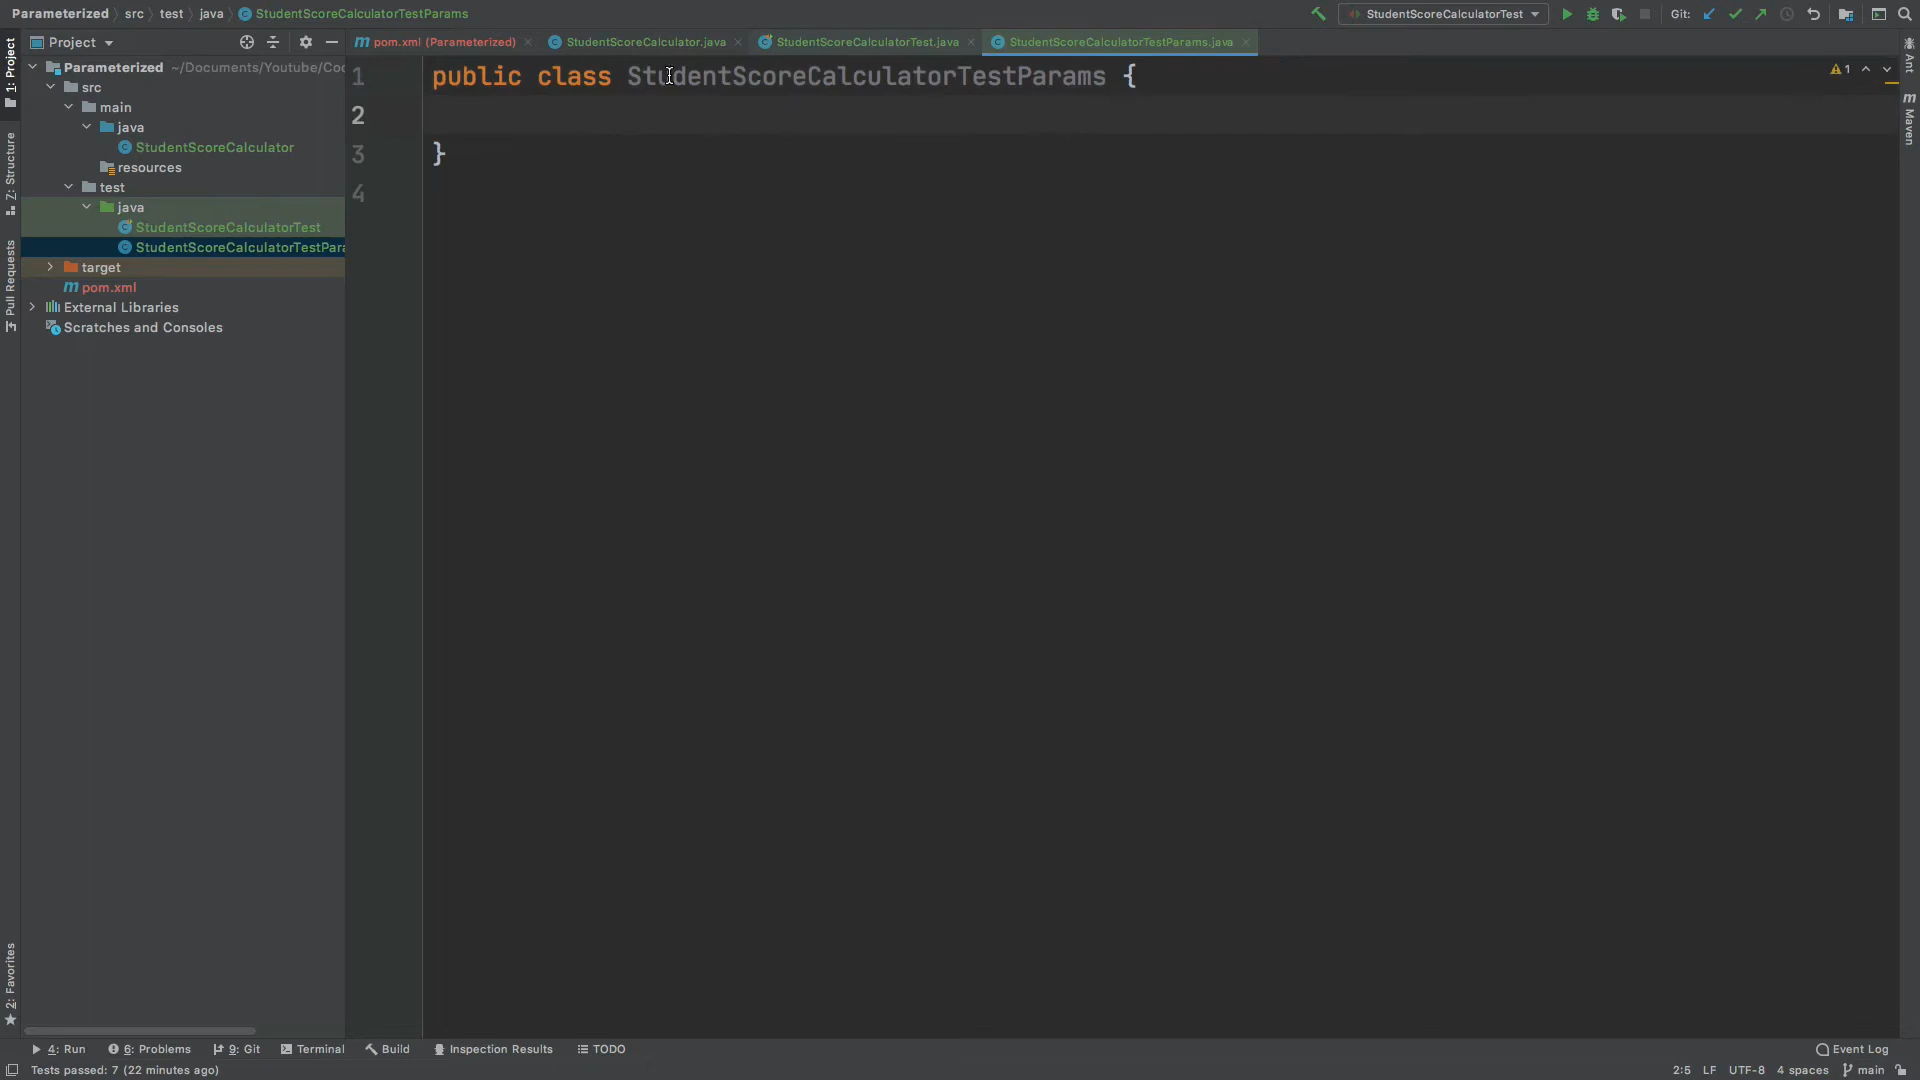 Parameterized src test java StudentScoreCalculatorTestParams
StudentScoreCalculatorTest
Git:
Project
pom.xml (Parameterized)
StudentScoreCalculator.java
StudentScoreCalculatorTest.java
StudentScoreCalculatorTestParams.java
1: Project
Z: Structure
Pull Requests
2: Favorites
Parameterized ~/Documents/Youtube/Coo
src
main
java
StudentScoreCalculator
resources
test
java
StudentScoreCalculatorTest
StudentScoreCalculatorTestPara
target
pom.xml
External Libraries
Scratches and Consoles
1 public class StudentScoreCalculatorTestParams {
2
3 }
4
1
Ant
m Maven
4: Run 6: Problems 9: Git Terminal Build Inspection Results TODO
Event Log
Tests passed: 7 (22 minutes ago)
2:5 LF UTF-8 4 spaces main